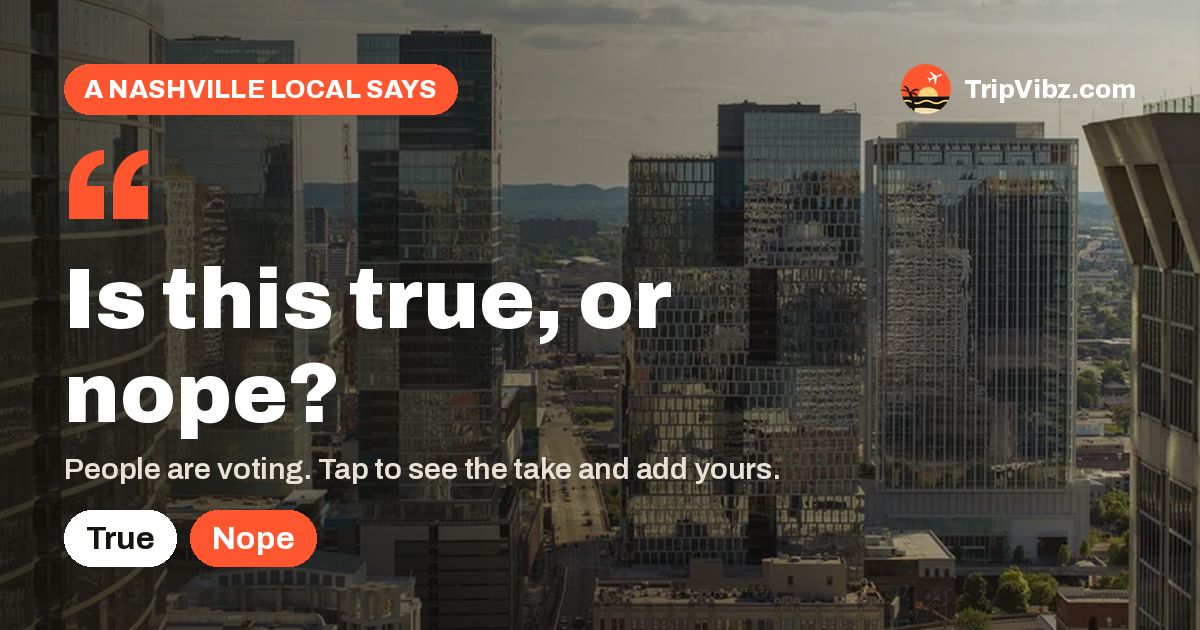 A NASHVILLE LOCAL SAYS
TripVibz.com
“
Is this true, or
nope?
People are voting. Tap to see the take and add yours.
True
Nope